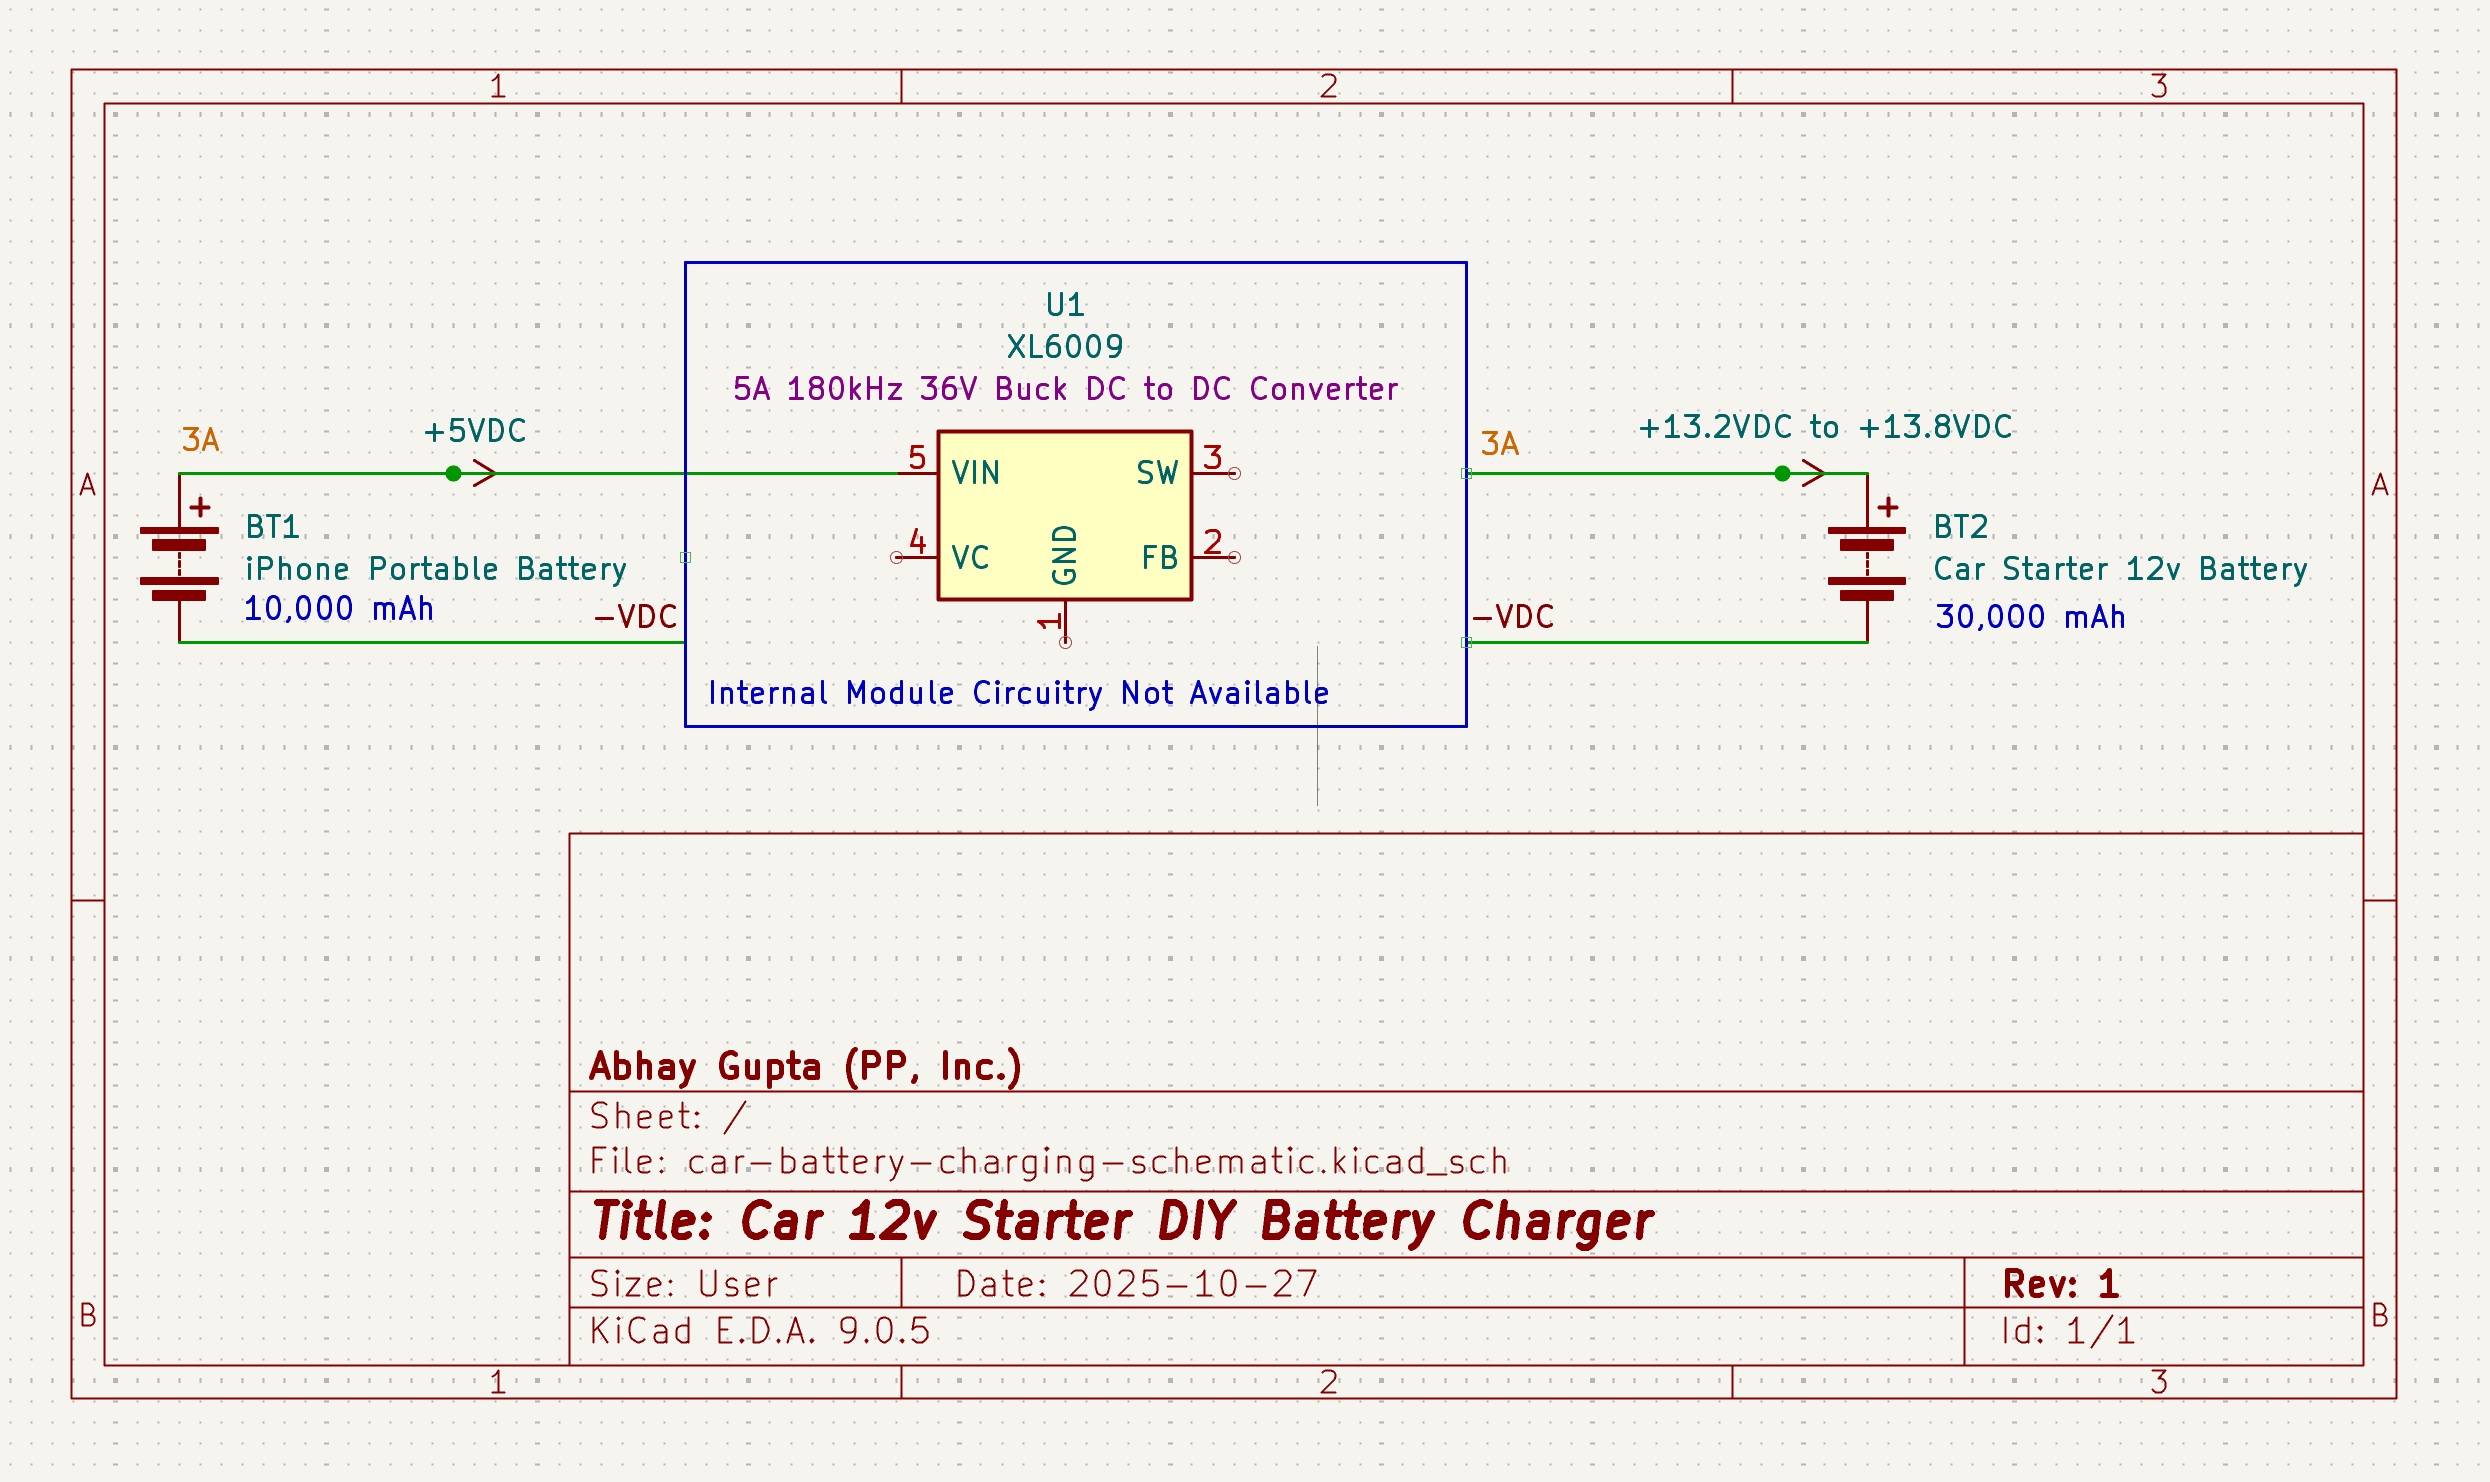 1 2 3
U1
XL6009
5A 180kHz 36V Buck DC to DC Converter
3A +5VDC
3A +13.2VDC to +13.8VDC
A A
5 VIN SW 3
4 VC GND FB 2
1
+ BT1
iPhone Portable Battery
10,000 mAh
-VDC
-VDC
+ BT2
Car Starter 12v Battery
30,000 mAh
Internal Module Circuitry Not Available
Abhay Gupta (PP, Inc.)
Sheet: /
File: car-battery-charging-schematic.kicad_sch
Title: Car 12v Starter DIY Battery Charger
Size: User Date: 2025-10-27 Rev: 1
KiCad E.D.A. 9.0.5 Id: 1/1
B B
1 2 3